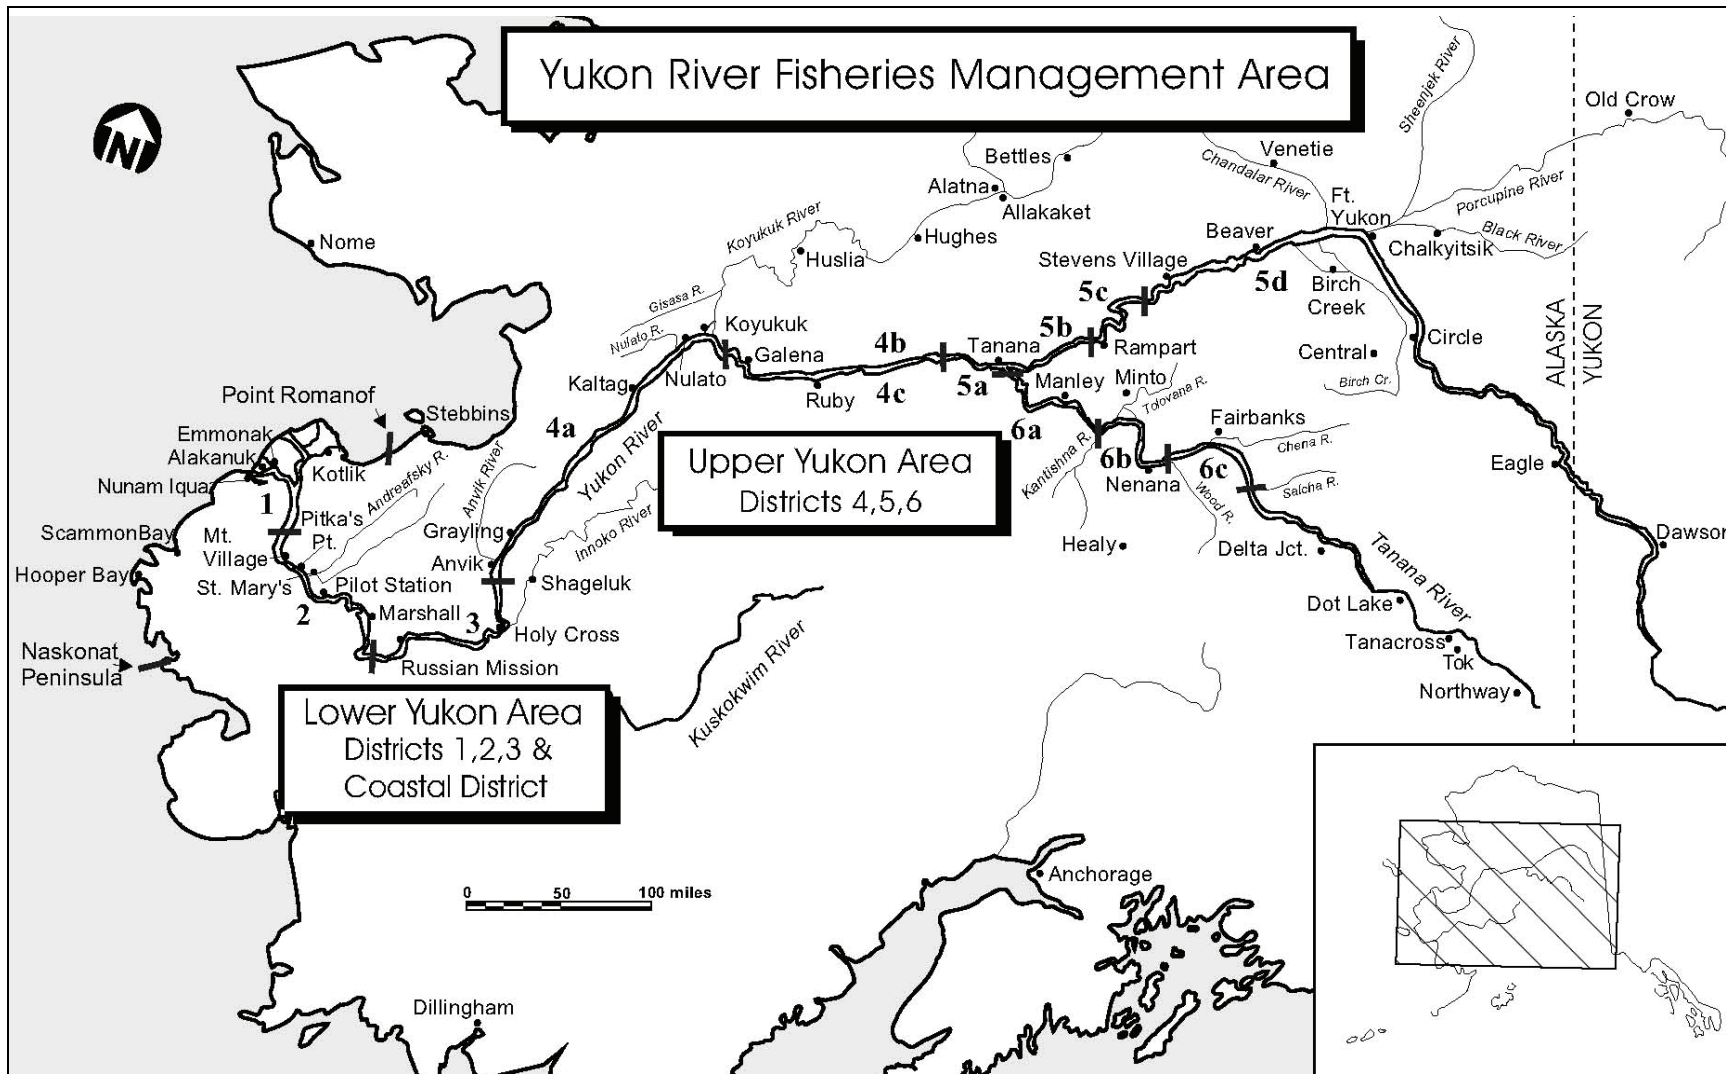 Yukon River Fisheries Management Area
N
Sheenjek River
Old Crow
Venetie
Chandalar River
Bettles
Alatna
Allakaket
Ft.
Yukon
Porcupine River
Black River
Chalkyitsik
Koyukuk River
Hughes
Huslia
Nome
Beaver
Stevens Village
5d
Birch
Creek
5c
Gisasa R.
Nulato R.
Koyukuk
5b
Rampart
Circle
Central
Birch Cr.
ALASKA
YUKON
Galena
4b
Tanana
Nulato
Kaltag
Ruby
4c
5a
Manley
Minto
Tolovana R.
Point Romanof
Stebbins
4a
Yukon River
6a
Fairbanks
Chena R.
Emmonak
Alakanuk
Kotlik
Nunam Iqua
1
Andreafsky R.
Anvik River
Upper Yukon Area
Districts 4,5,6
Kantishna R.
6b
Nenana
6c
Wood R.
Salcha R.
Eagle
ScammonBay
Mt.
Village
Pitka's
Pt.
Grayling
Innoko River
Healy
Delta Jct.
Tanana River
Dawson
Hooper Bay
St. Mary's
Pilot Station
Anvik
Shageluk
2
Marshall
3
Holy Cross
Dot Lake
Tanacross
Tok
Northway
Naskonat
Peninsula
Russian Mission
Kuskokwim River
Lower Yukon Area
Districts 1,2,3 &
Coastal District
0 50 100 miles
Anchorage
Dillingham